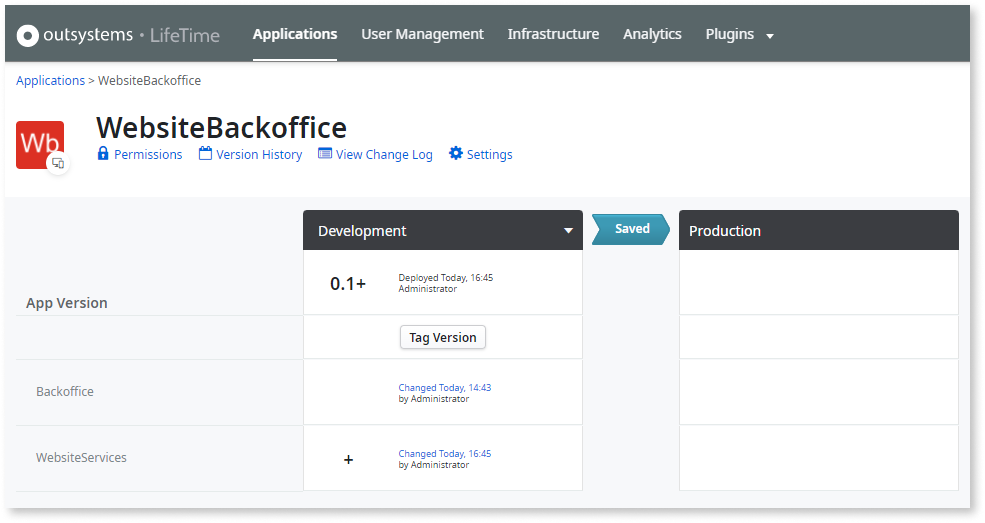 outsystems • LifeTime Applications User Management Infrastructure Analytics Plugins
Applications > WebsiteBackoffice
Wb
WebsiteBackoffice
Permissions Version History View Change Log Settings
Development Saved Production
App Version
0.1+
Deployed Today, 16:45
Administrator
Tag Version
Backoffice
Changed Today, 14:43
by Administrator
WebsiteServices
+
Changed Today, 16:45
by Administrator